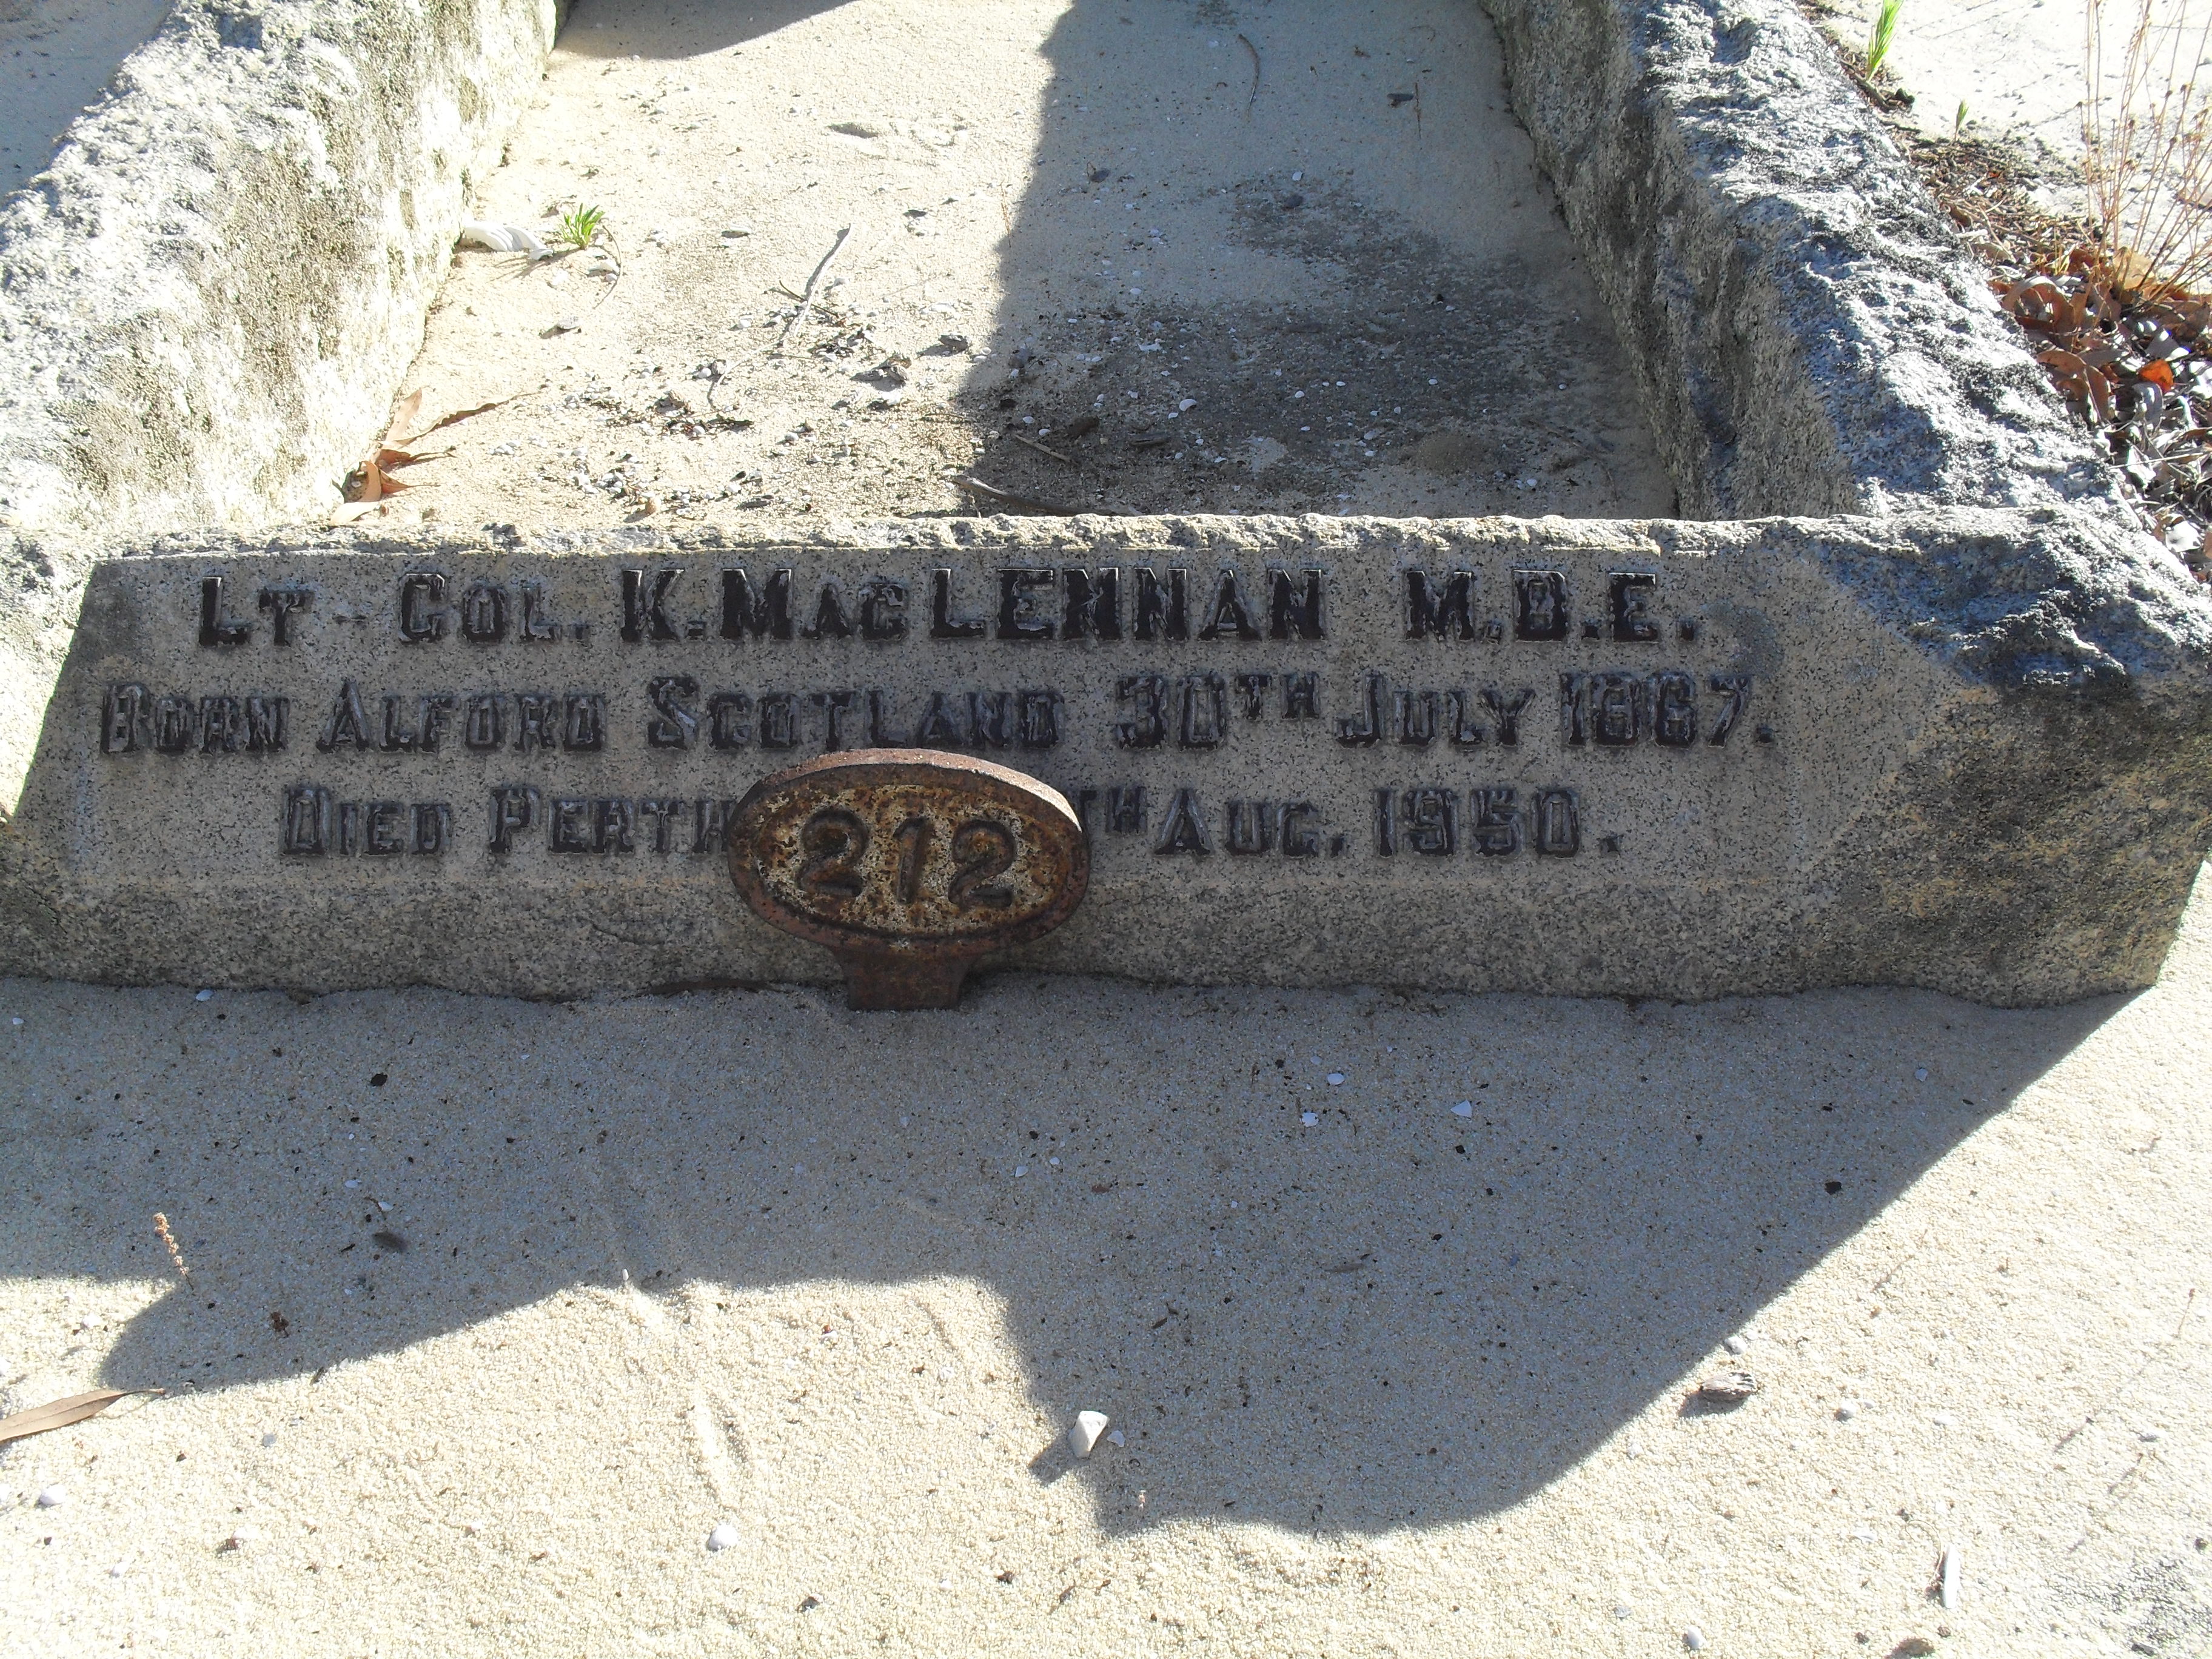 Lt Col. K. MacLENNAN M.B.E.
Born Alford Scotland 30th July 1867.
Died Perth th Aug. 1950.
212